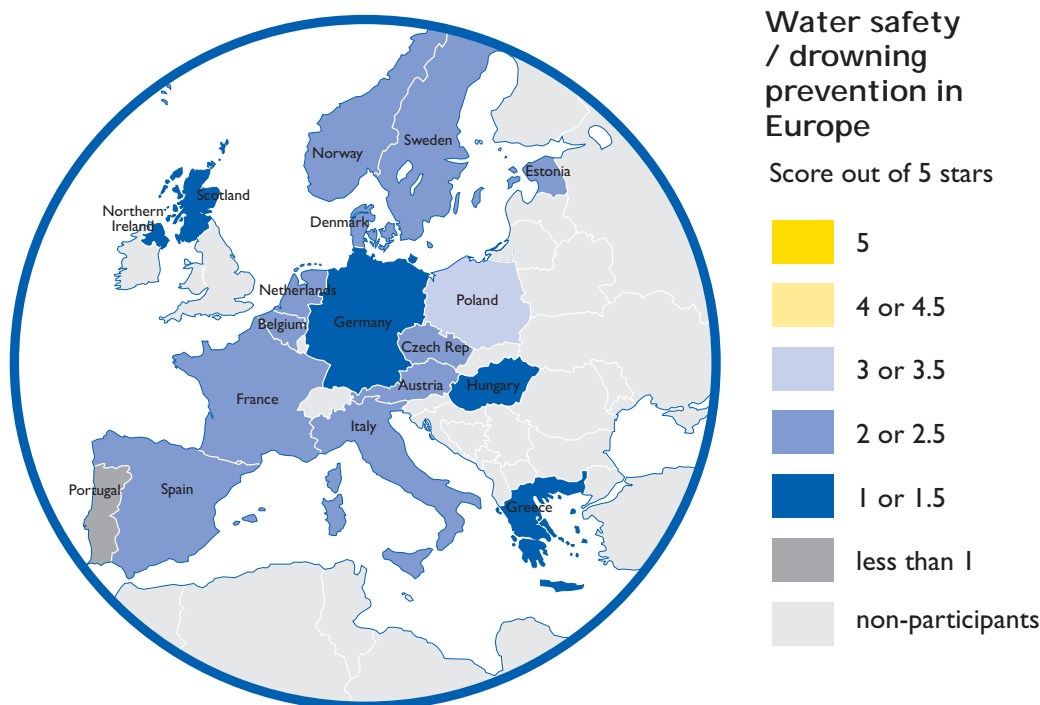 Water safety
/ drowning
prevention in
Europe
Score out of 5 stars
5
4 or 4.5
3 or 3.5
2 or 2.5
1 or 1.5
less than 1
non-participants
Sweden
Norway
Estonia
Scotland
Northern
Ireland
Denmark
Netherlands
Poland
Belgium
Germany
Czech Rep
Austria
Hungary
France
Italy
Portugal
Spain
Greece